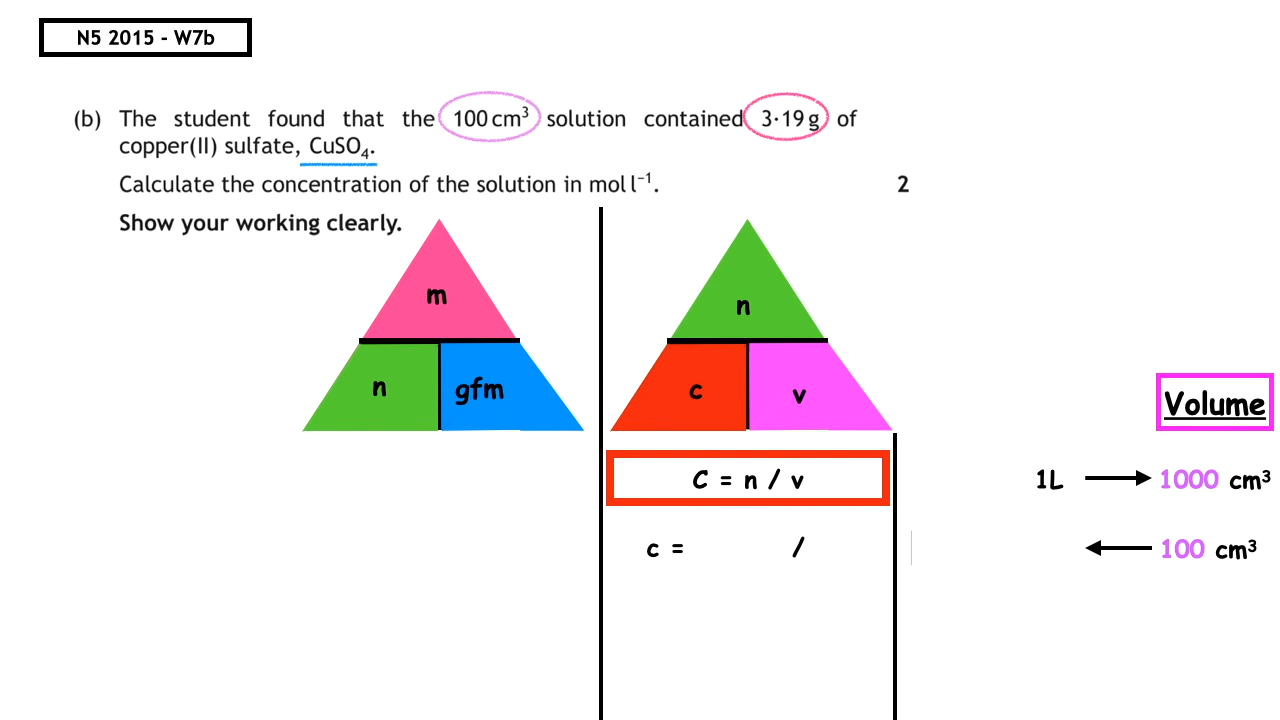 N5 2015 - W7b
(b) The student found that the 100 cm³ solution contained 3·19 g of
copper(II) sulfate, CuSO₄.
Calculate the concentration of the solution in mol l⁻¹.
2
Show your working clearly.
m
n gfm
n
c v
Volume
C = n / v
1L 1000 cm³
c = /
100 cm³